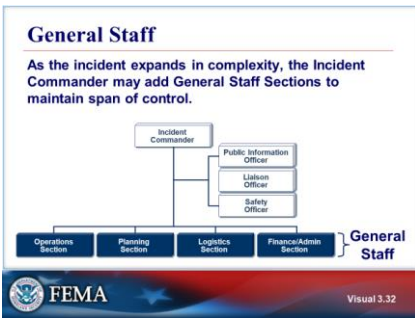 General Staff
As the incident expands in complexity, the Incident
Commander may add General Staff Sections to
maintain span of control.
Incident
Commander
Public Information
Officer
Liaison
Officer
Safety
Officer
Operations
Section
Planning
Section
Logistics
Section
Finance/Admin
Section
General
Staff
FEMA
Visual 3.32